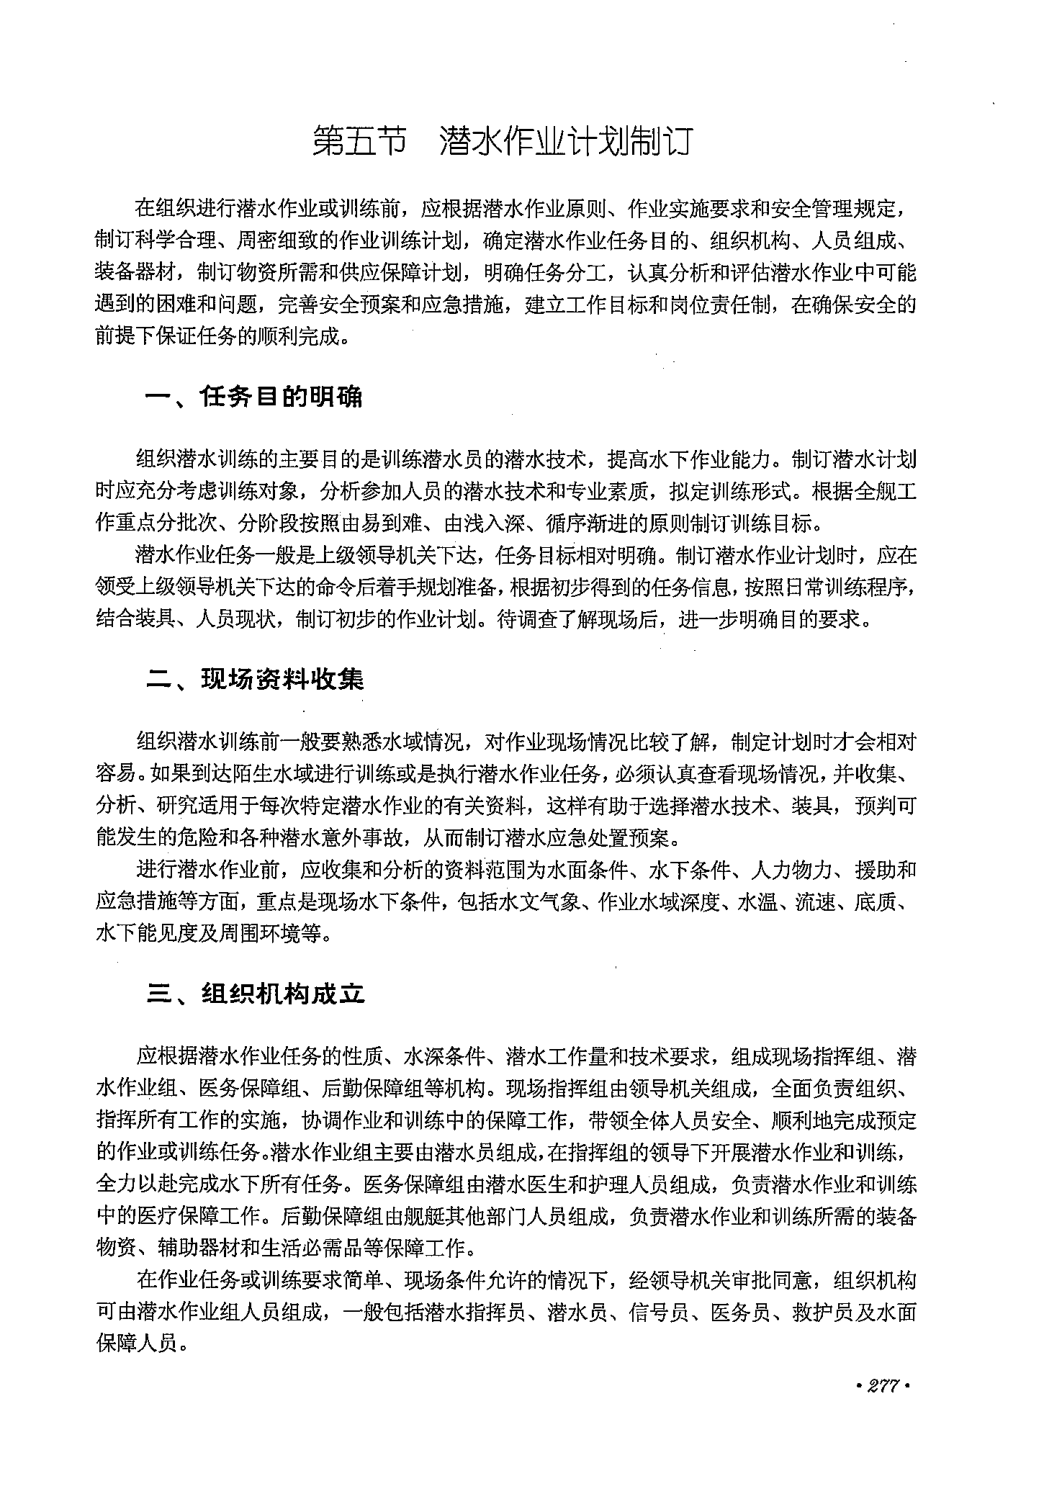 第五节 潜水作业计划制订
在组织进行潜水作业或训练前，应根据潜水作业原则、作业实施要求和安全管理规定，
制订科学合理、周密细致的作业训练计划，确定潜水作业任务目的、组织机构、人员组成、
装备器材，制订物资所需和供应保障计划，明确任务分工，认真分析和评估潜水作业中可能
遇到的困难和问题，完善安全预案和应急措施，建立工作目标和岗位责任制，在确保安全的
前提下保证任务的顺利完成。
一、任务目的明确
组织潜水训练的主要目的是训练潜水员的潜水技术，提高水下作业能力。制订潜水计划
时应充分考虑训练对象，分析参加人员的潜水技术和专业素质，拟定训练形式。根据全舰工
作重点分批次、分阶段按照由易到难、由浅入深、循序渐进的原则制订训练目标。
潜水作业任务一般是上级领导机关下达，任务目标相对明确。制订潜水作业计划时，应在
领受上级领导机关下达的命令后着手规划准备，根据初步得到的任务信息，按照日常训练程序，
结合装具、人员现状，制订初步的作业计划。待调查了解现场后，进一步明确目的要求。
二、现场资料收集
组织潜水训练前一般要熟悉水域情况，对作业现场情况比较了解，制定计划时才会相对
容易。如果到达陌生水域进行训练或是执行潜水作业任务，必须认真查看现场情况，并收集、
分析、研究适用于每次特定潜水作业的有关资料，这样有助于选择潜水技术、装具，预判可
能发生的危险和各种潜水意外事故，从而制订潜水应急处置预案。
进行潜水作业前，应收集和分析的资料范围为水面条件、水下条件、人力物力、援助和
应急措施等方面，重点是现场水下条件，包括水文气象、作业水域深度、水温、流速、底质、
水下能见度及周围环境等。
三、组织机构成立
应根据潜水作业任务的性质、水深条件、潜水工作量和技术要求，组成现场指挥组、潜
水作业组、医务保障组、后勤保障组等机构。现场指挥组由领导机关组成，全面负责组织、
指挥所有工作的实施，协调作业和训练中的保障工作，带领全体人员安全、顺利地完成预定
的作业或训练任务。潜水作业组主要由潜水员组成，在指挥组的领导下开展潜水作业和训练，
全力以赴完成水下所有任务。医务保障组由潜水医生和护理人员组成，负责潜水作业和训练
中的医疗保障工作。后勤保障组由舰艇其他部门人员组成，负责潜水作业和训练所需的装备
物资、辅助器材和生活必需品等保障工作。
在作业任务或训练要求简单、现场条件允许的情况下，经领导机关审批同意，组织机构
可由潜水作业组人员组成，一般包括潜水指挥员、潜水员、信号员、医务员、救护员及水面
保障人员。
·277·